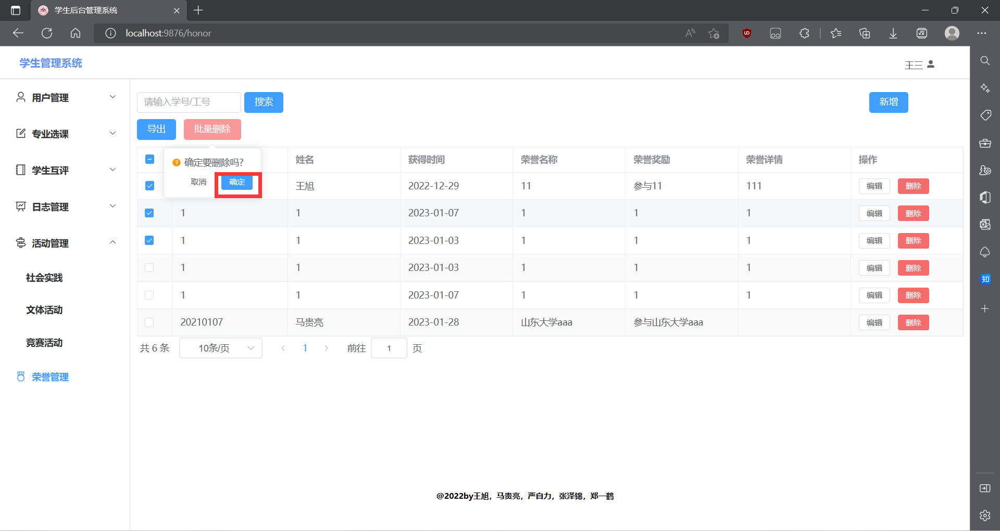 学生后台管理系统
localhost:9876/honor
学生管理系统
王三
用户管理
专业选课
学生互评
日志管理
活动管理
社会实践
文体活动
竞赛活动
荣誉管理
请输入学号/工号 搜索 新增
导出 批量删除
确定要删除吗?
取消 确定
姓名 获得时间 荣誉名称 荣誉奖励 荣誉详情 操作
王旭 2022-12-29 11 参与11 111 编辑 删除
1 1 2023-01-07 1 1 1 编辑 删除
1 1 2023-01-03 1 1 1 编辑 删除
1 1 2023-01-03 1 1 1 编辑 删除
1 1 2023-01-07 1 1 1 编辑 删除
20210107 马贵亮 2023-01-28 山东大学aaa 参与山东大学aaa 编辑 删除
共 6 条 10条/页 1 前往 1 页
@2022by王旭，马贵亮，严自力，张泽锦，郑一鹤
知